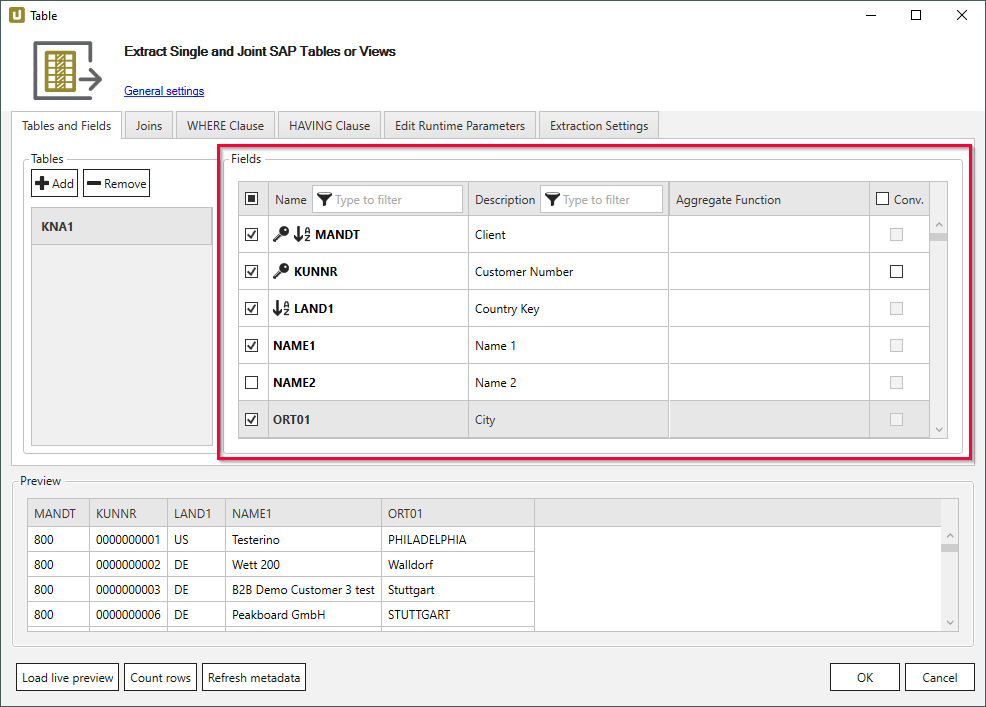 U Table
Extract Single and Joint SAP Tables or Views
General settings
Tables and Fields Joins WHERE Clause HAVING Clause Edit Runtime Parameters Extraction Settings
Tables
Add Remove
KNA1
Fields
Name Type to filter Description Type to filter Aggregate Function Conv.
MANDT Client
KUNNR Customer Number
LAND1 Country Key
NAME1 Name 1
NAME2 Name 2
ORT01 City
Preview
MANDT KUNNR LAND1 NAME1 ORT01
800 0000000001 US Testerino PHILADELPHIA
800 0000000002 DE Wett 200 Walldorf
800 0000000003 DE B2B Demo Customer 3 test Stuttgart
800 0000000006 DE Peakboard GmbH STUTTGART
Load live preview Count rows Refresh metadata OK Cancel